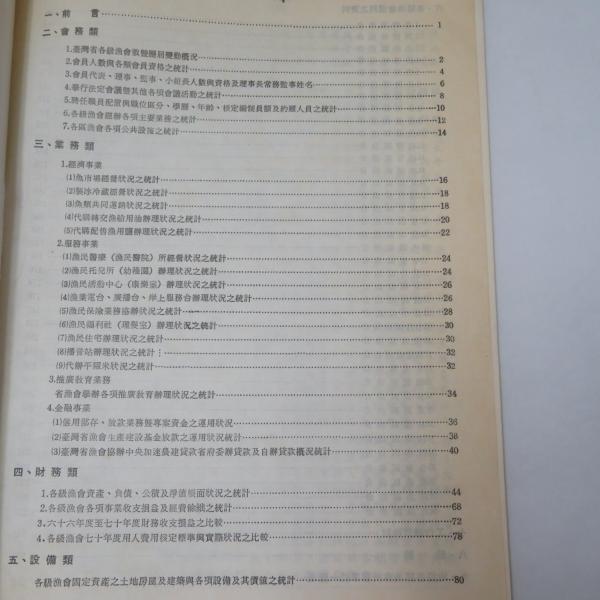 一、前　言 1
二、會務類
1.臺灣省各級漁會數暨歷屆變動概況 2
2.會員人數與各類會員資格之統計 4
3.會員代表、理事、監事、小組長人數與資格及理事長常務監事姓名 6
4.舉行法定會議暨其他各項會議活動之統計 8
5.聘任職員配置與職位區分、學歷、年齡、核定編制員額及約雇人員之統計 10
6.各級漁會經辦各項主要業務之統計 12
7.各區漁會各項公共設施之統計 14
三、業務類
1.經濟事業
⑴魚市場經營狀況之統計 16
⑵製冰冷藏經營狀況之統計 18
⑶魚類共同運銷狀況之統計 18
⑷代購轉交漁船用油辦理狀況之統計 20
⑸代購配售漁用鹽辦理狀況之統計 22
2.服務事業
⑴漁民醫療（漁民醫院）所經營狀況之統計 24
⑵漁民托兒所（幼稚園）辦理狀況之統計 24
⑶漁民活動中心（康樂室）辦理狀況之統計 26
⑷漁業電台、廣播台、岸上服務台辦理狀況之統計 26
⑸漁民保險業務協辦狀況之統計 28
⑹漁民福利社（理髮室）辦理狀況之統計 30
⑺漁民住宅辦理狀況之統計 30
⑻播音站辦理狀況之統計 32
⑼代辦平糶米狀況之統計 32
3.推廣教育業務
省漁會學辦各項推廣教育辦理狀況之統計 34
4.金融事業
⑴信用部存、放款業務暨專案資金之運用狀況 36
⑵臺灣省漁會生產建設基金放款之運用狀況統計 38
⑶臺灣省漁會協辦中央加速農建貸款省府委辦貸款及自辦貸款概況統計 40
四、財務類
1.各級漁會資產、負債、公積及淨值帳面狀況之統計 44
2.各級漁會各項事業收支損益及經費餘絀之統計 68
3.六十六年度至七十年度財務收支損益之比較 72
4.各級漁會七十年度用人費用核定標準與實際狀況之比較 78
五、設備類
各級漁會固定資產之土地房屋及建築與各項設備及其價值之統計 80